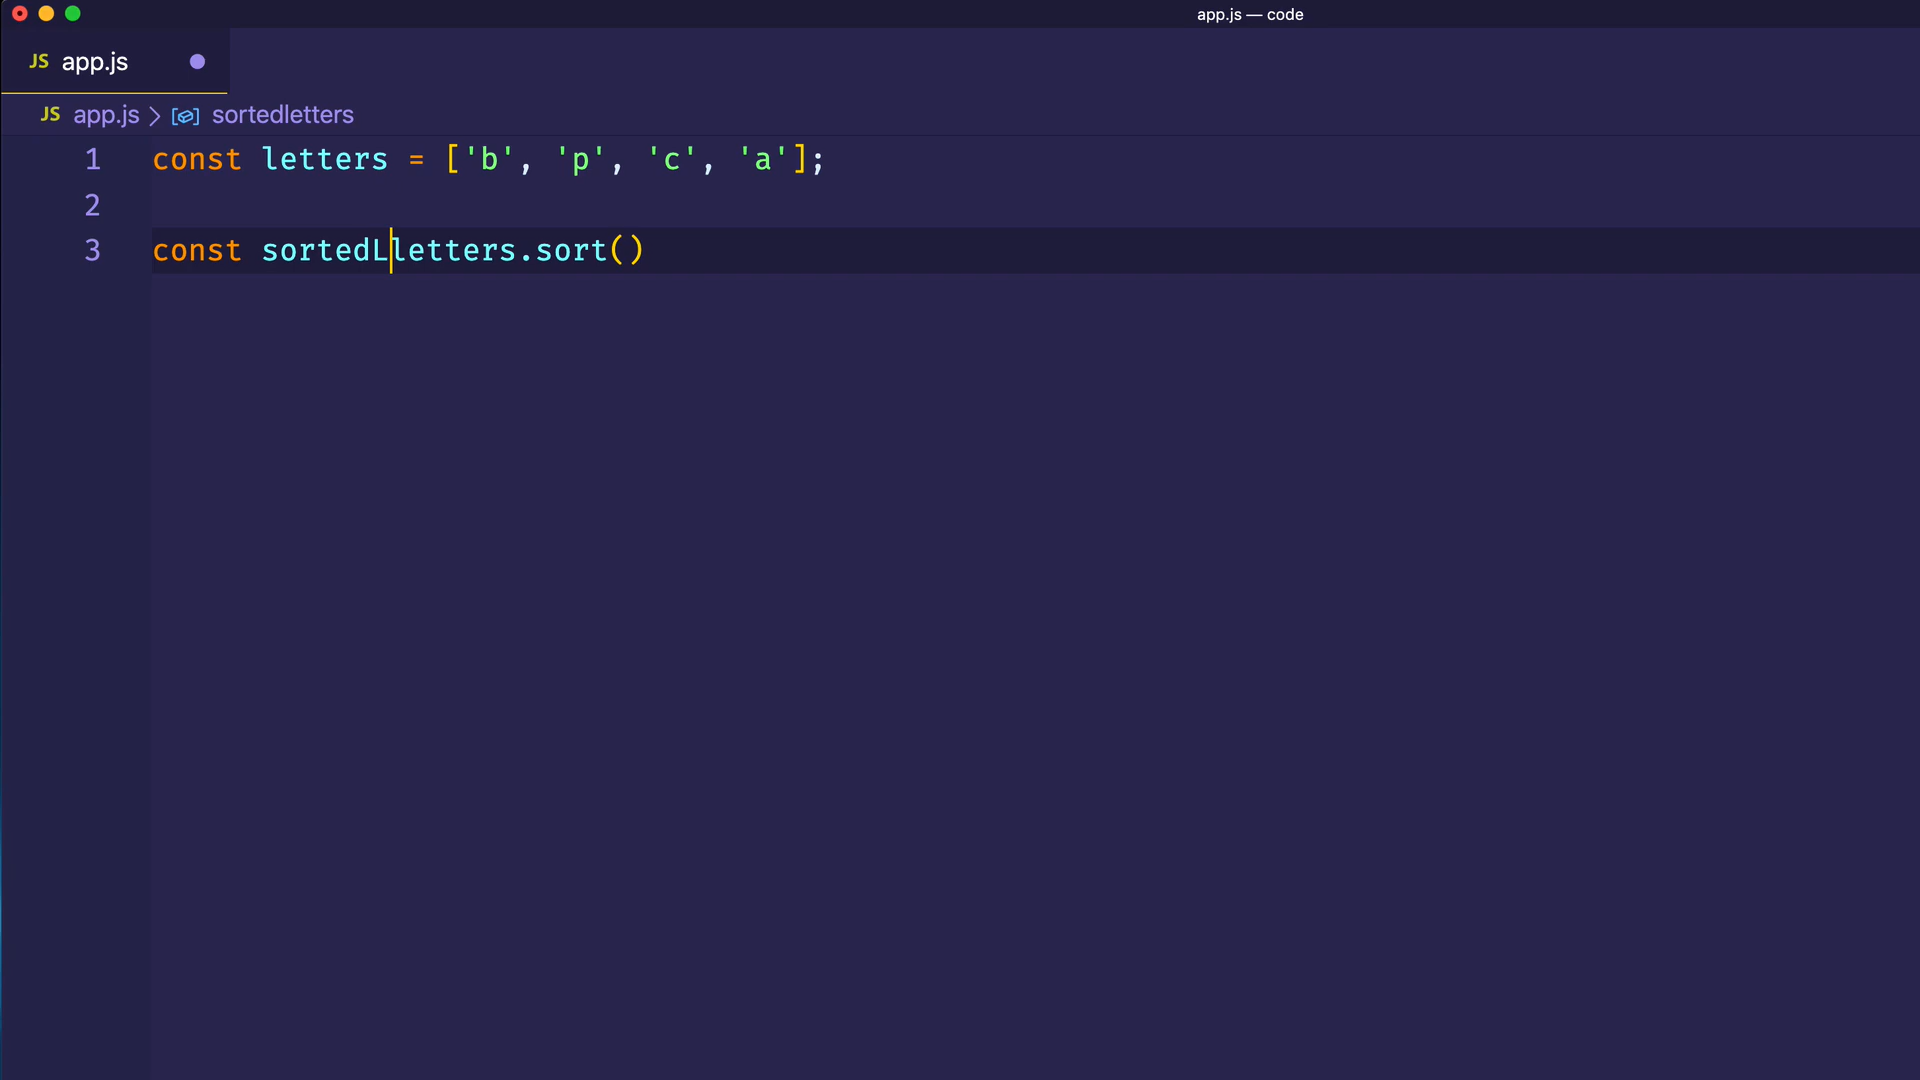 app.js — code
JS app.js
JS app.js > sortedletters
1 const letters = ['b', 'p', 'c', 'a'];
2
3 const sortedLletters.sort()